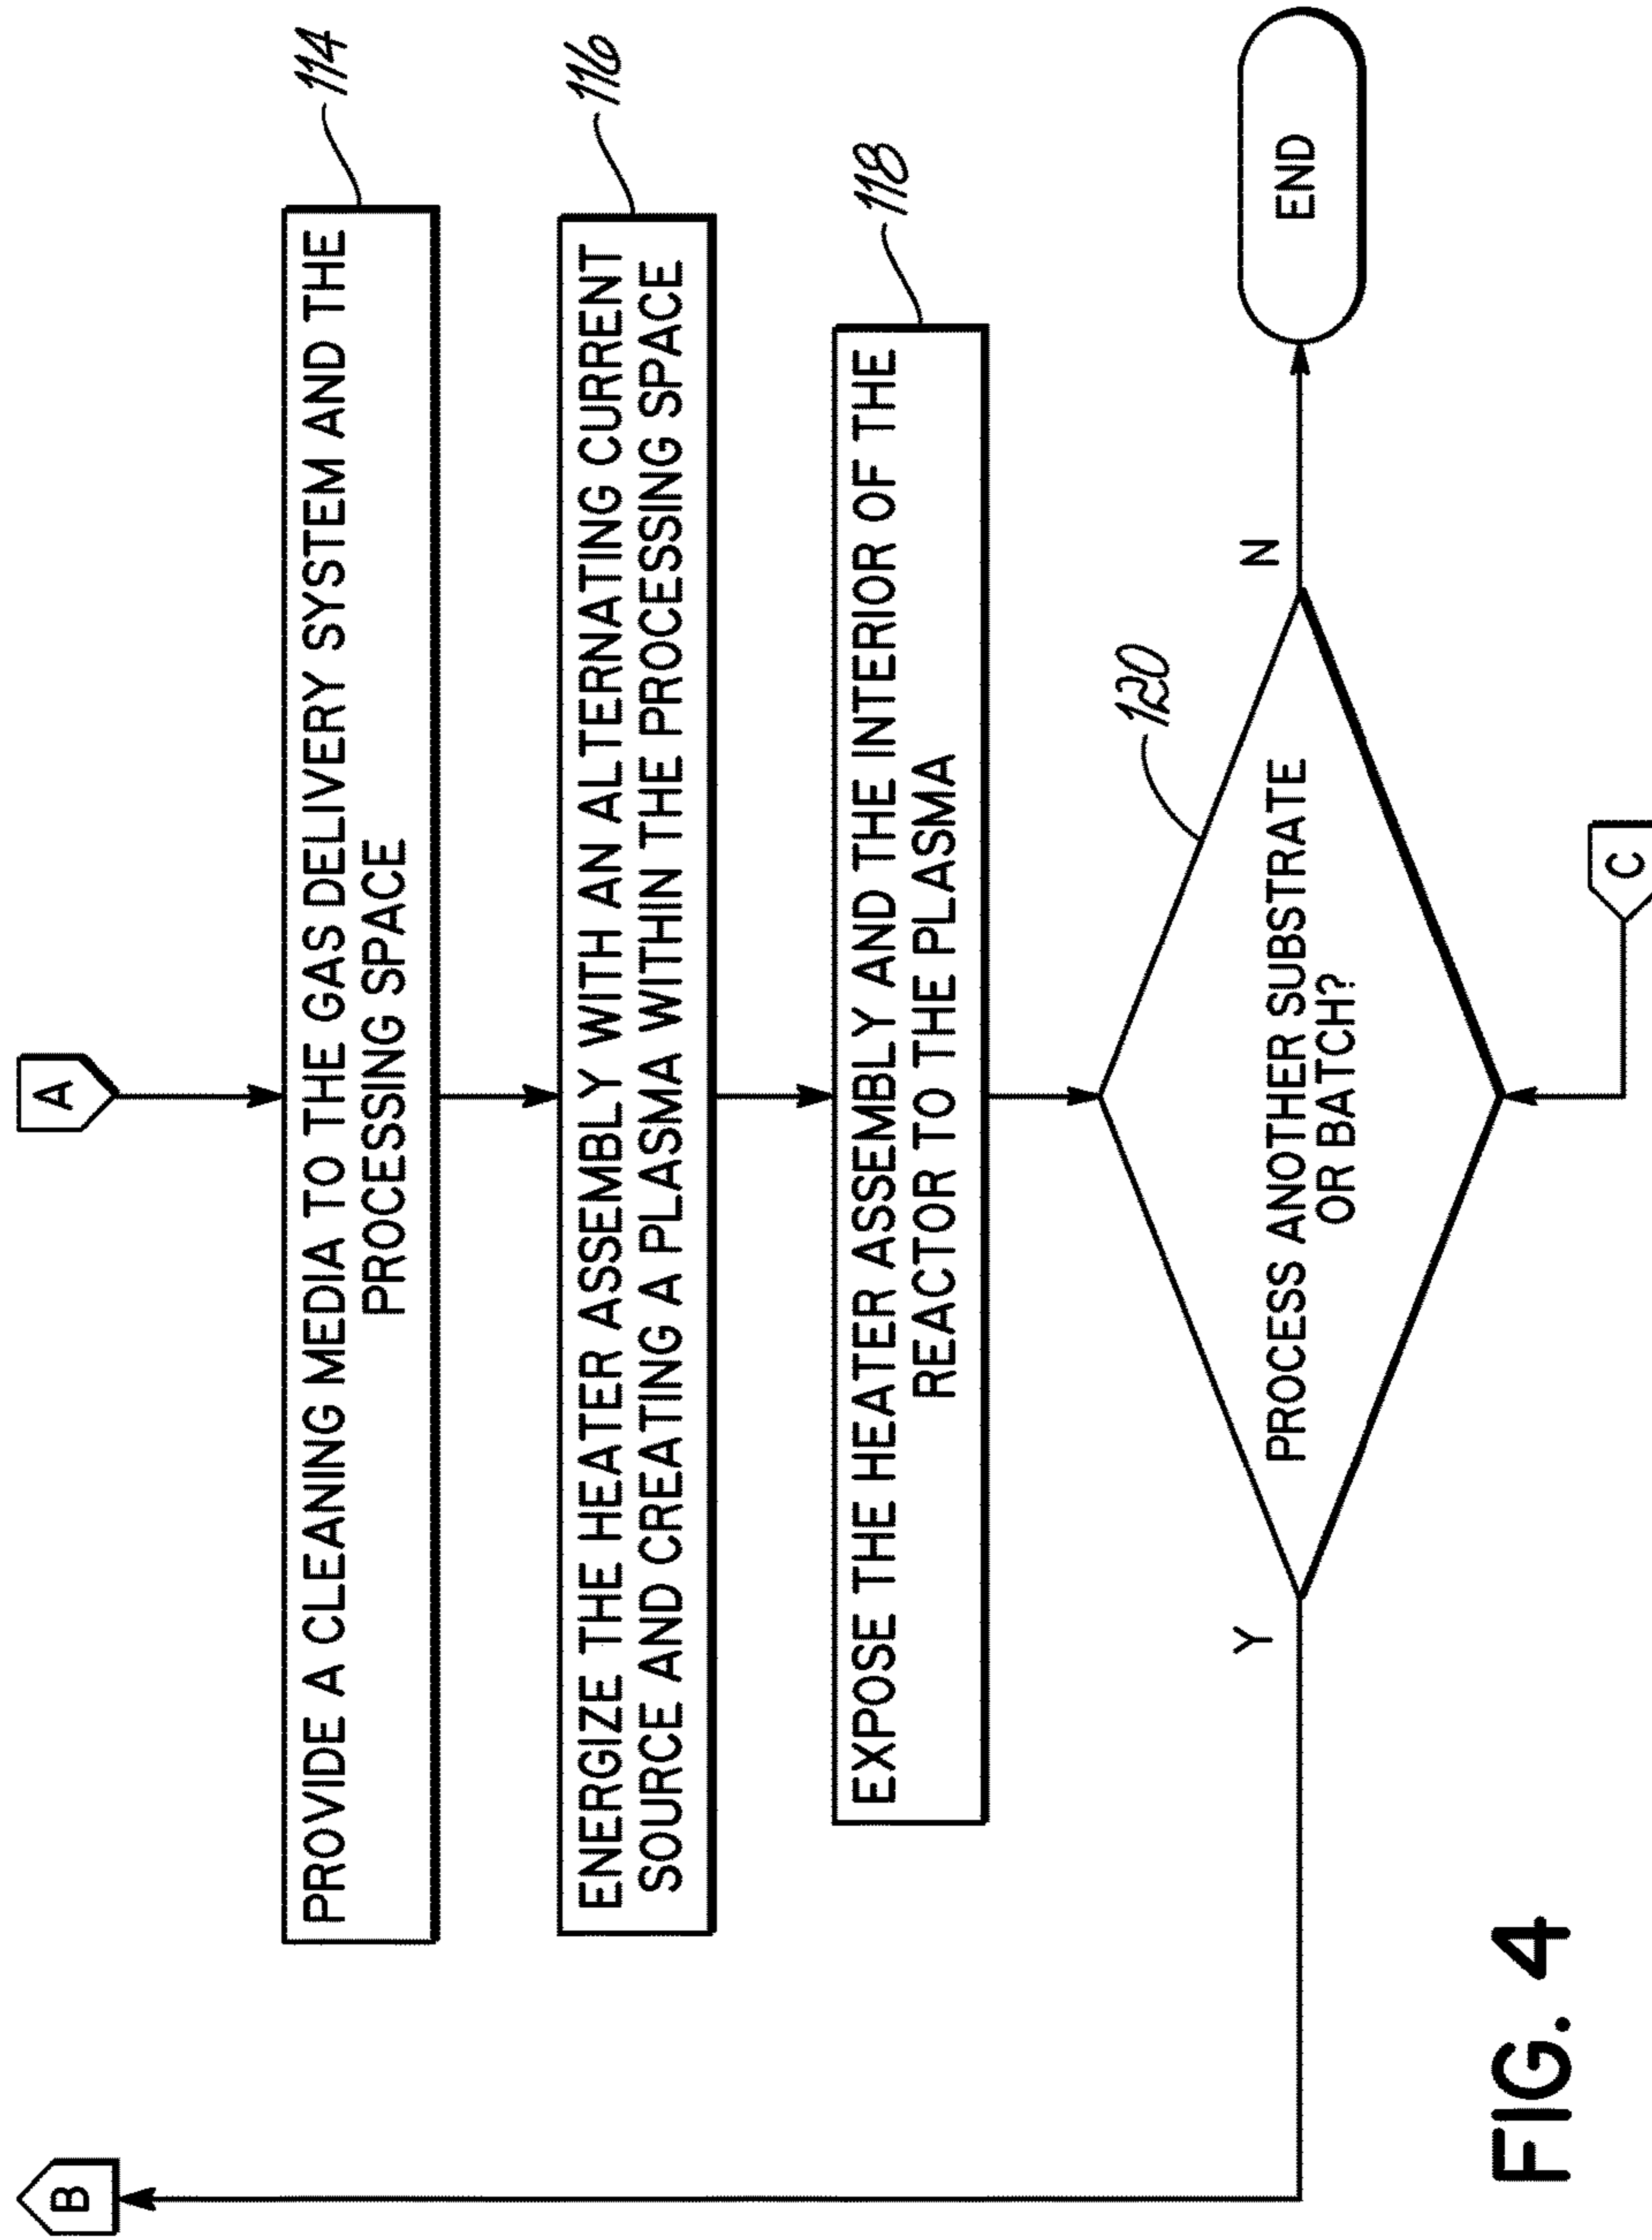 A
B
114
PROVIDE A CLEANING MEDIA TO THE GAS DELIVERY SYSTEM AND THE
PROCESSING SPACE
116
ENERGIZE THE HEATER ASSEMBLY WITH AN ALTERNATING CURRENT
SOURCE AND CREATING A PLASMA WITHIN THE PROCESSING SPACE
118
EXPOSE THE HEATER ASSEMBLY AND THE INTERIOR OF THE
REACTOR TO THE PLASMA
120
Y
PROCESS ANOTHER SUBSTRATE
OR BATCH?
N
END
C
FIG. 4